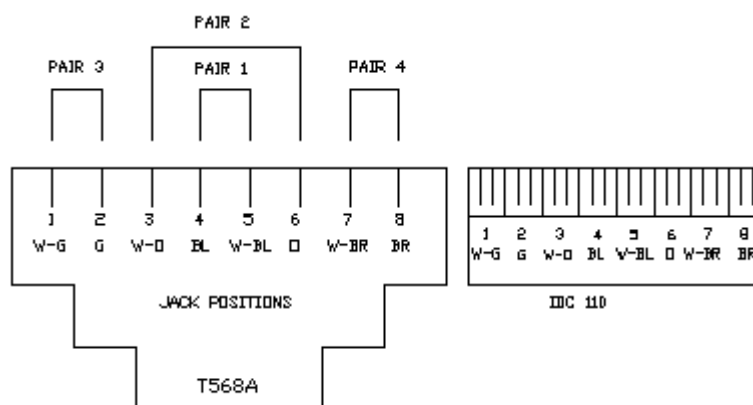 PAIR 2
PAIR 3 PAIR 1 PAIR 4
1 2 3 4 5 6 7 8
W-G G W-O BL W-BL O W-BR BR
JACK POSITIONS
T568A
1 2 3 4 5 6 7 8
W-G G W-O BL W-BL O W-BR BR
IDC 110